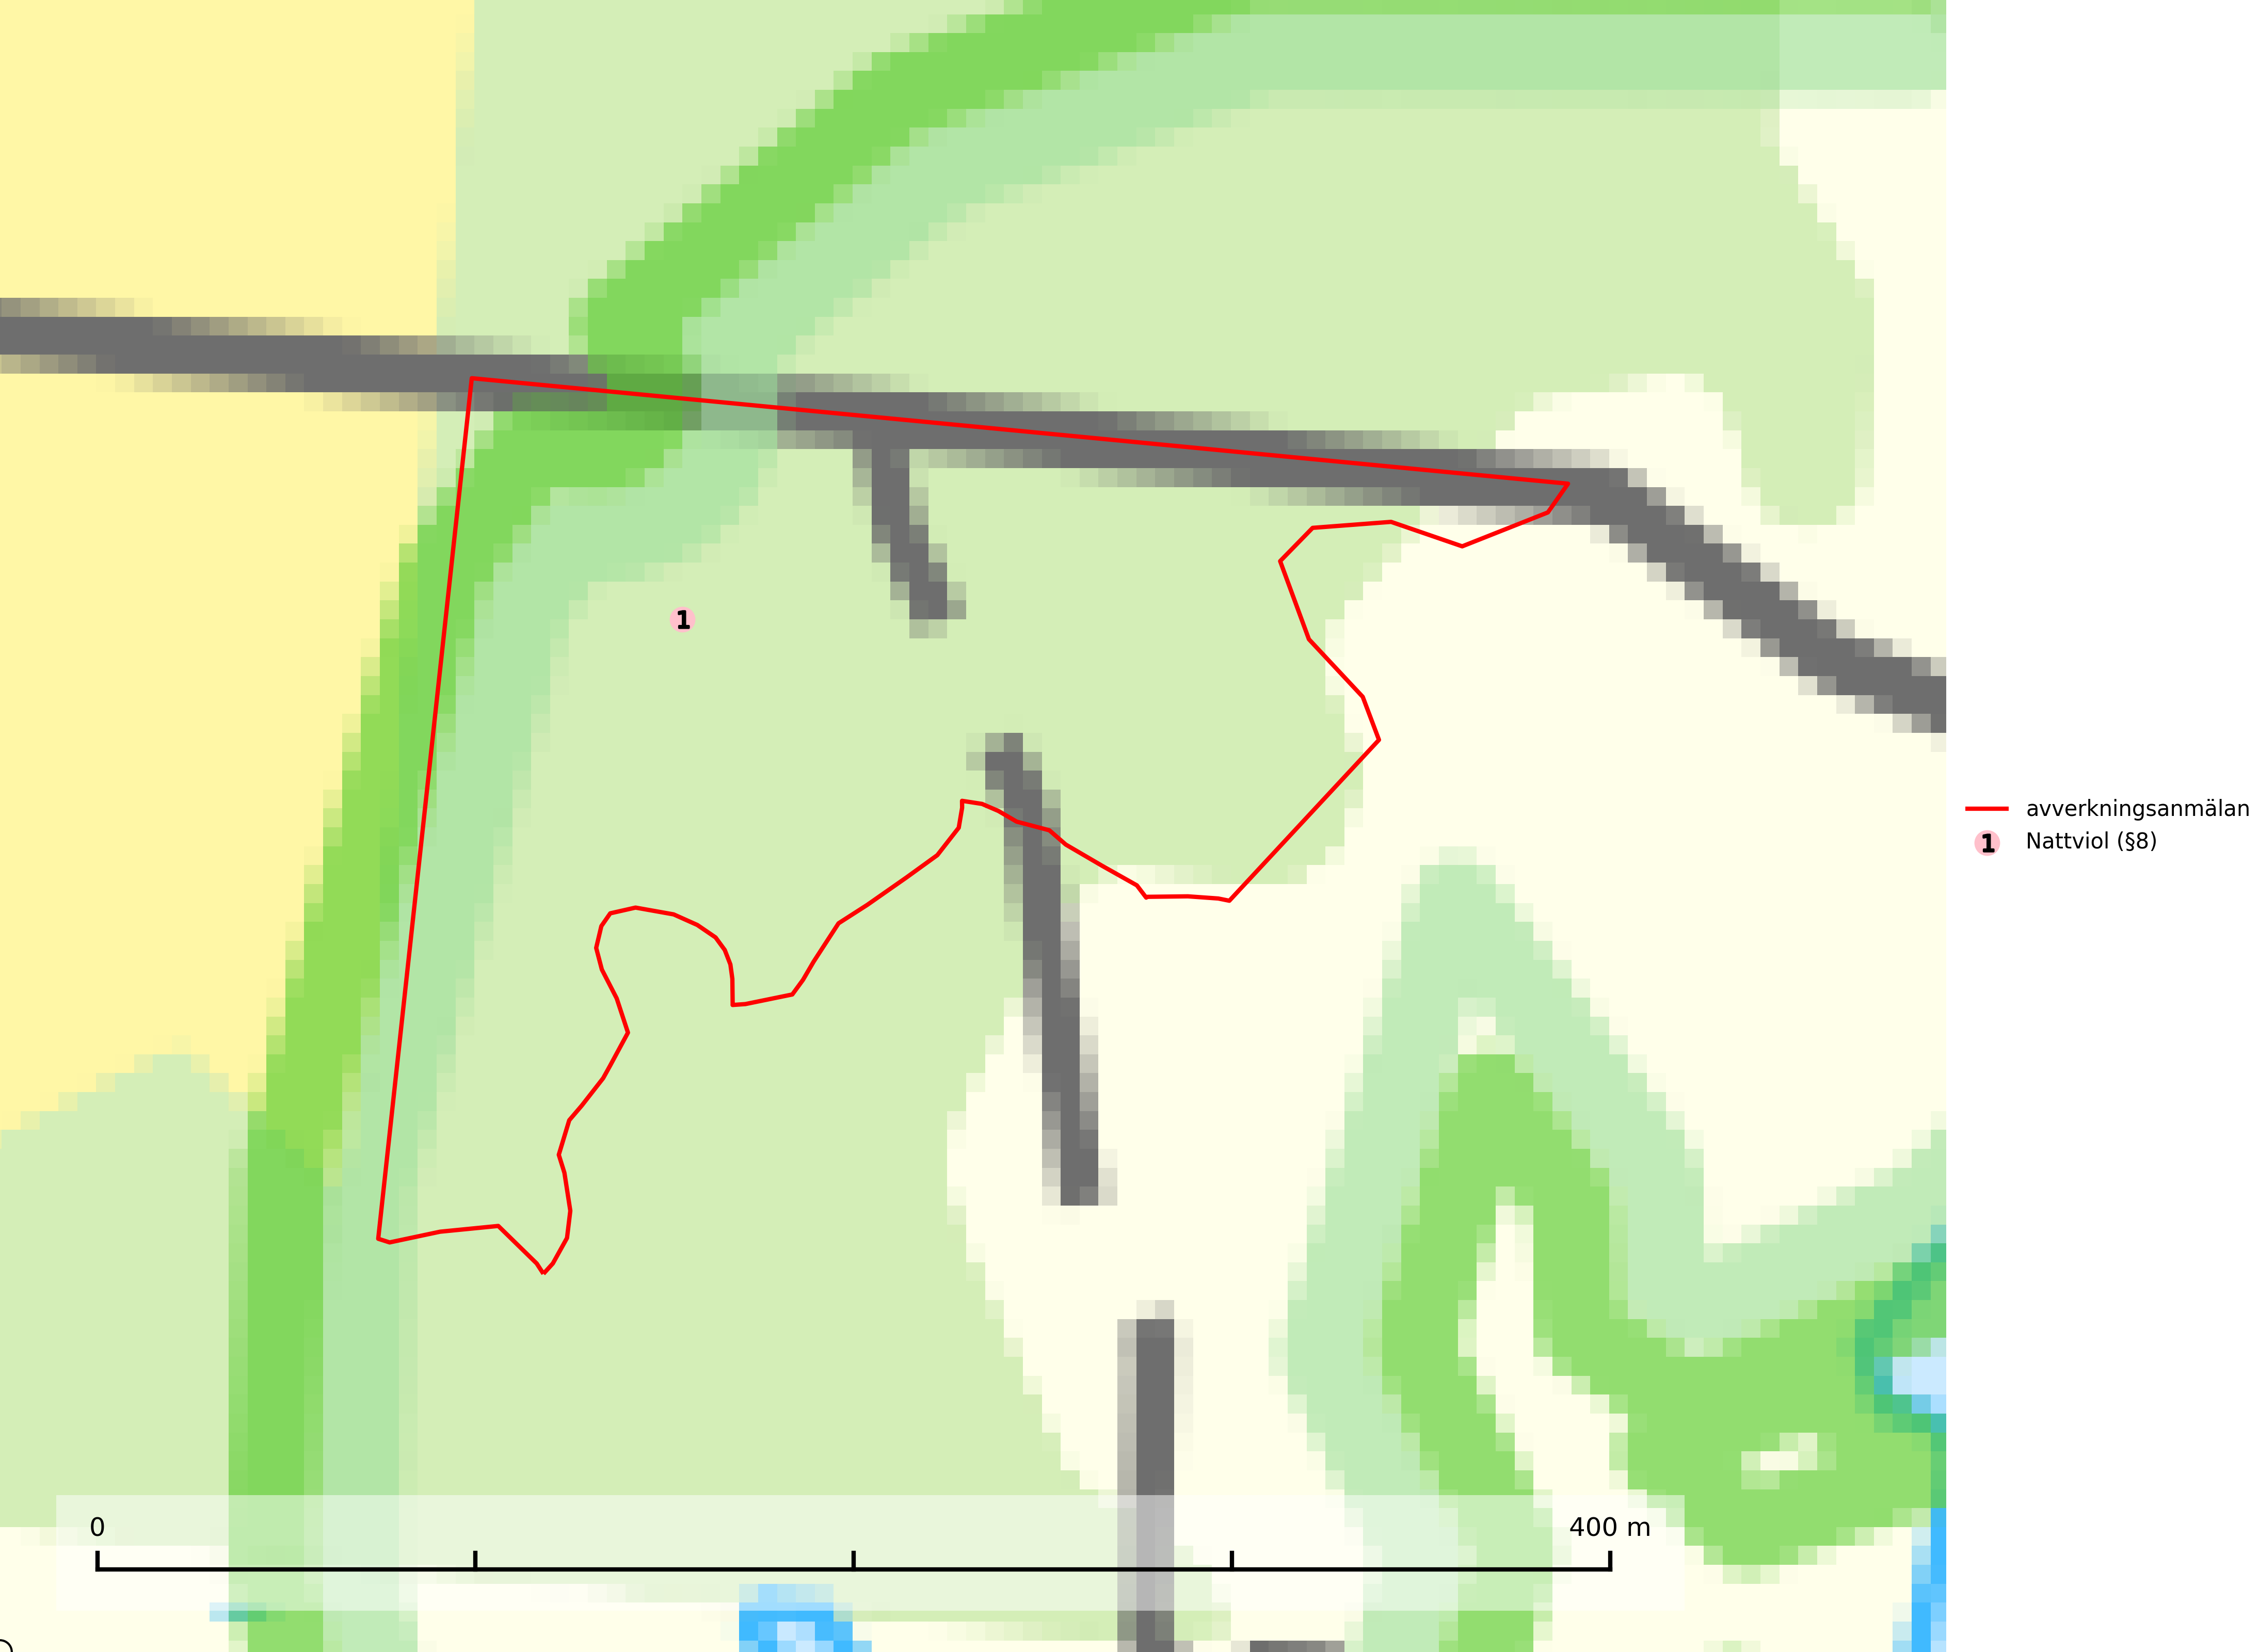 1
avverkningsanmälan
1 Nattviol (§8)
0 400 m